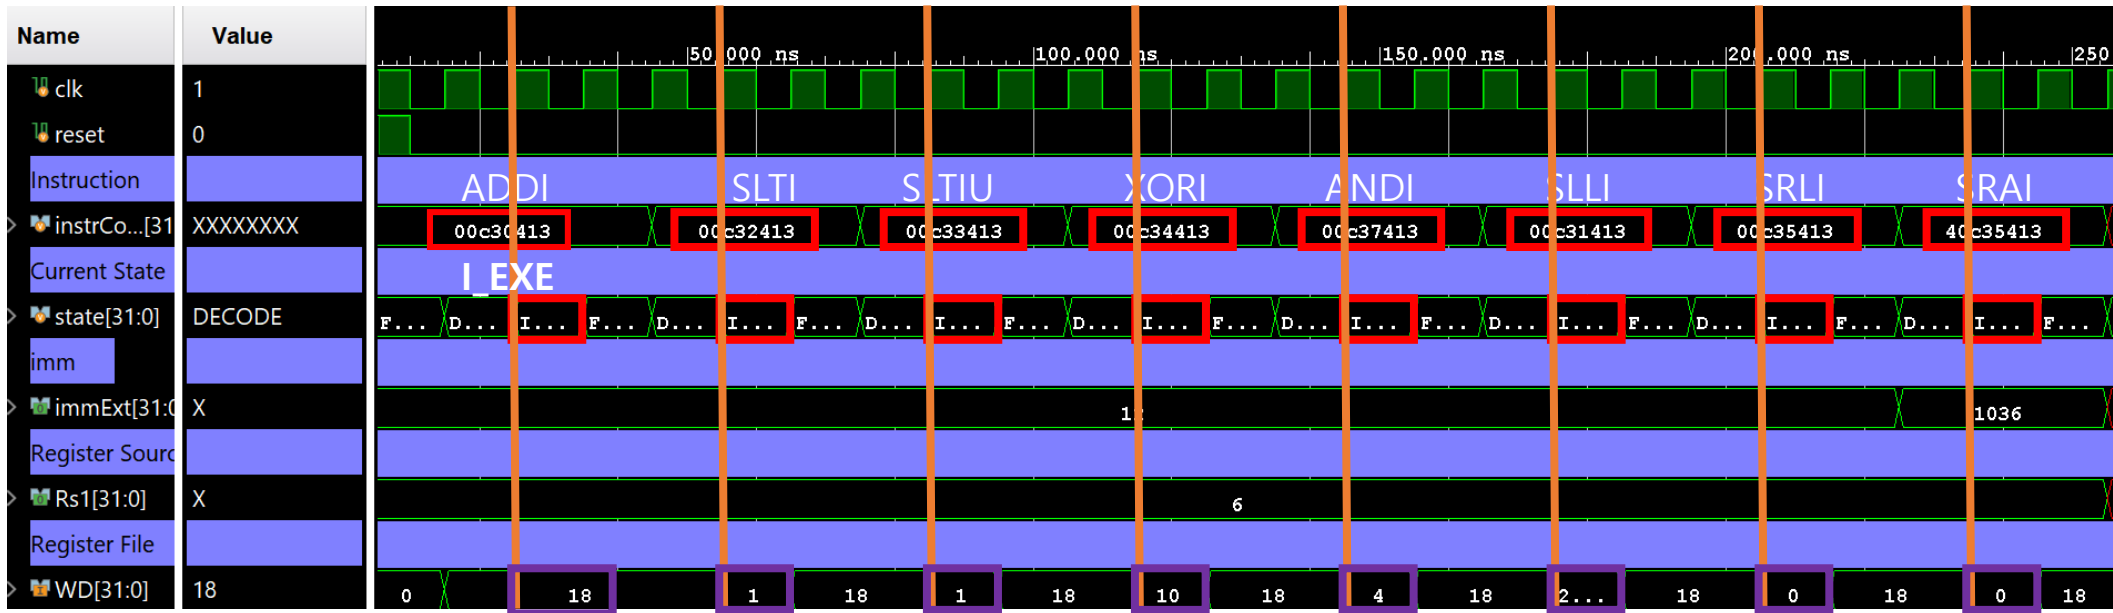 Name Value
50.000 ns 100.000 ns 150.000 ns 200.000 ns 250
clk 1
reset 0
Instruction ADDI SLTI SLTIU XORI ANDI SLLI SRLI SRAI
instrCo...[31 XXXXXXXX 00c30413 00c32413 00c33413 00c34413 00c37413 00c31413 00c35413 40c35413
Current State I_EXE
state[31:0] DECODE F... D... I... F... D... I... F... D... I... F... D... I... F... D... I... F... D... I... F... D... I... F... D... I... F...
imm
immExt[31:0 X 12 1036
Register Sourc
Rs1[31:0] X 6
Register File
WD[31:0] 18 0 18 1 18 1 18 10 18 4 18 2... 18 0 18 0 18